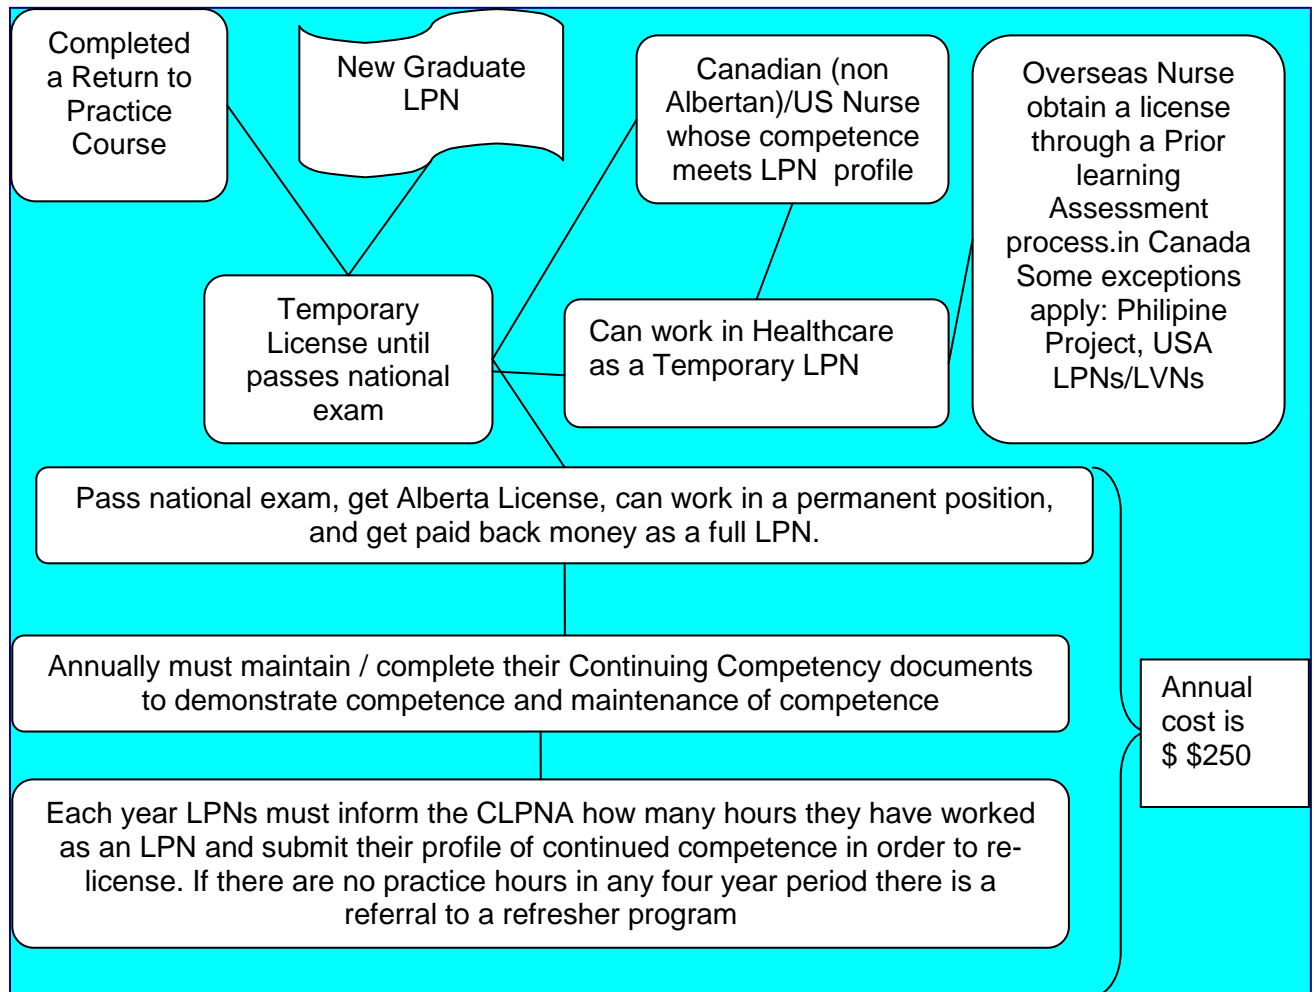 Completed
a Return to
Practice
Course
New Graduate
LPN
Canadian (non
Albertan)/US Nurse
whose competence
meets LPN profile
Overseas Nurse
obtain a license
through a Prior
learning
Assessment
process.in Canada
Some exceptions
apply: Philipine
Project, USA
LPNs/LVNs
Temporary
License until
passes national
exam
Can work in Healthcare
as a Temporary LPN
Pass national exam, get Alberta License, can work in a permanent position,
and get paid back money as a full LPN.
Annually must maintain / complete their Continuing Competency documents
to demonstrate competence and maintenance of competence
Annual
cost is
$ $250
Each year LPNs must inform the CLPNA how many hours they have worked
as an LPN and submit their profile of continued competence in order to re-
license. If there are no practice hours in any four year period there is a
referral to a refresher program